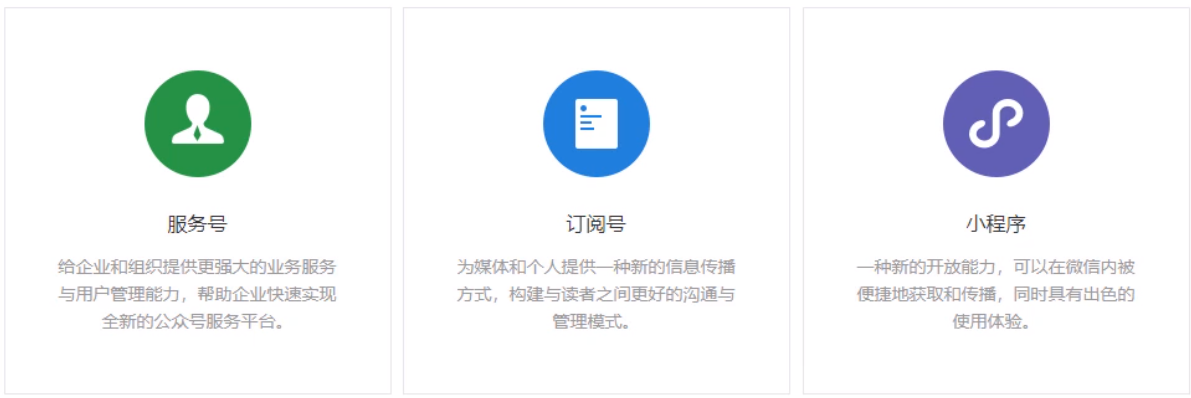 服务号
给企业和组织提供更强大的业务服务
与用户管理能力，帮助企业快速实现
全新的公众号服务平台。
订阅号
为媒体和个人提供一种新的信息传播
方式，构建与读者之间更好的沟通与
管理模式。
小程序
一种新的开放能力，可以在微信内被
便捷地获取和传播，同时具有出色的
使用体验。